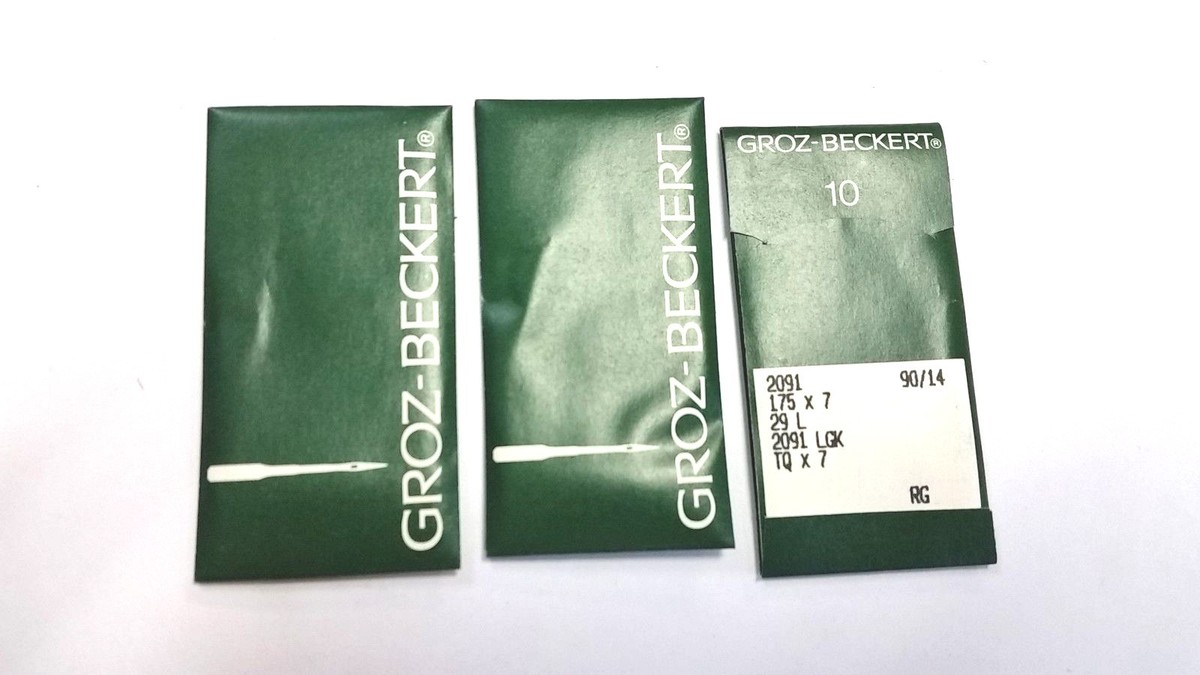 GROZ-BECKERT®
GROZ-BECKERT®
GROZ-BECKERT®
10
2091 90/14
175 X 7
29 L
2091 LGK
TQ X 7
RG